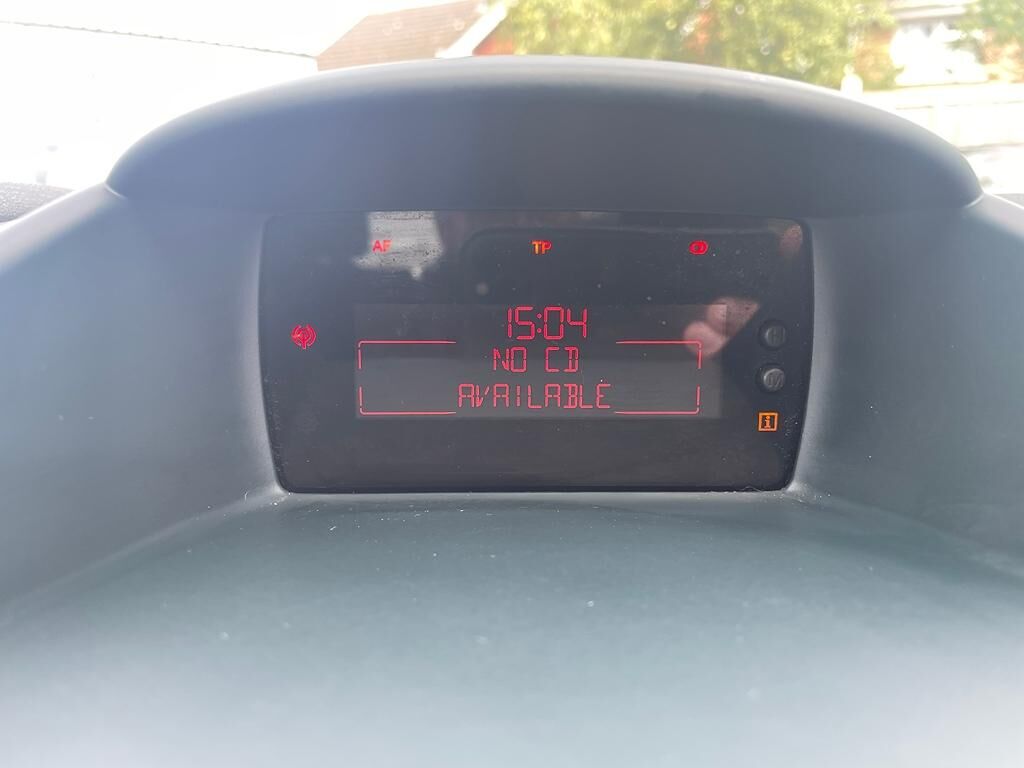 AF TP
15:04
NO CD
AVAILABLE
H
i